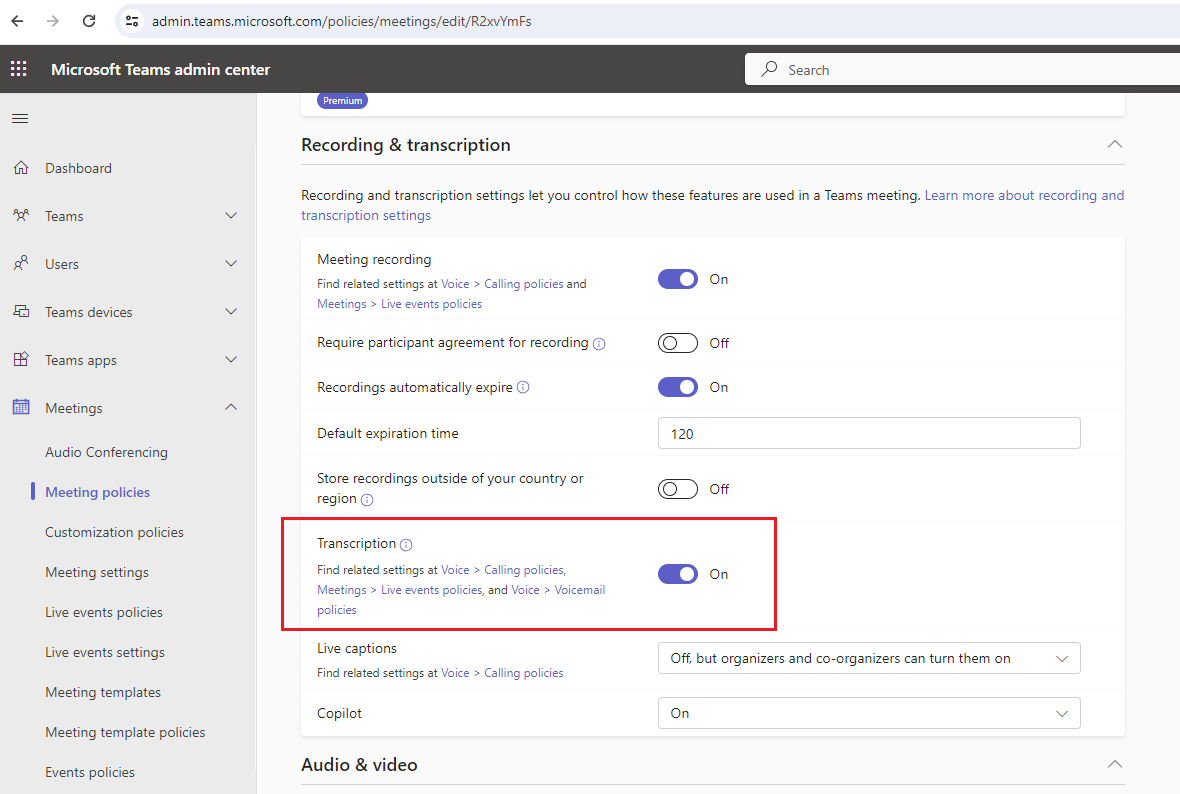 admin.teams.microsoft.com/policies/meetings/edit/R2xvYmFs
Microsoft Teams admin center
Search
Dashboard
Teams
Users
Teams devices
Teams apps
Meetings
Audio Conferencing
Meeting policies
Customization policies
Meeting settings
Live events policies
Live events settings
Meeting templates
Meeting template policies
Events policies
Premium
Recording & transcription
Recording and transcription settings let you control how these features are used in a Teams meeting. Learn more about recording and
transcription settings
Meeting recording
Find related settings at Voice > Calling policies and
Meetings > Live events policies
On
Require participant agreement for recording
Off
Recordings automatically expire
On
Default expiration time
120
Store recordings outside of your country or
region
Off
Transcription
Find related settings at Voice > Calling policies,
Meetings > Live events policies, and Voice > Voicemail
policies
On
Live captions
Find related settings at Voice > Calling policies
Off, but organizers and co-organizers can turn them on
Copilot
On
Audio & video